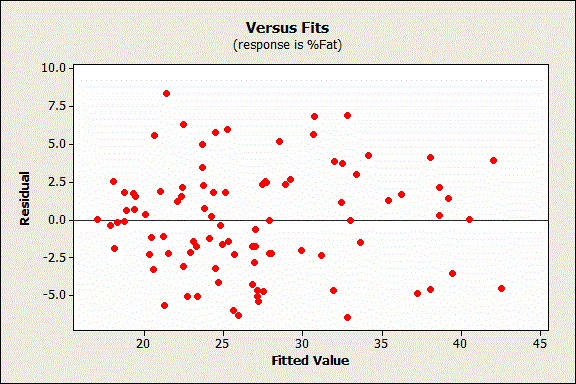 Versus Fits
(response is %Fat)
10.0
7.5
5.0
2.5
0.0
-2.5
-5.0
Residual
20 25 30 35 40 45
Fitted Value